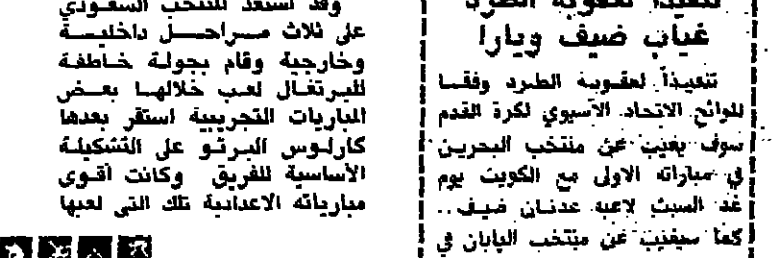 تنفيذاً لعقوبة الطرد
غياب ضيف ويارا
تنفيذاً لعقوبة الطرد وفقا
للوائح الاتحاد الآسيوي لكرة القدم
سوف يغيب عن منتخب البحرين
في مباراته الاولى مع الكويت يوم
غد السبت لاعبه عدنان ضيف..
كما سيغيب عن منتخب اليابان في
وقد استعد المنتخب السعودي
على ثلاث مراحل داخلية
وخارجية وقام بجولة خاطفة
للبرتغال لعب خلالها بعض
المباريات التجريبية استقر بعدها
كارلوس البرتو على التشكيلة
الأساسية للفريق وكانت أقوى
مبارياته الاعدادية تلك التي لعبها